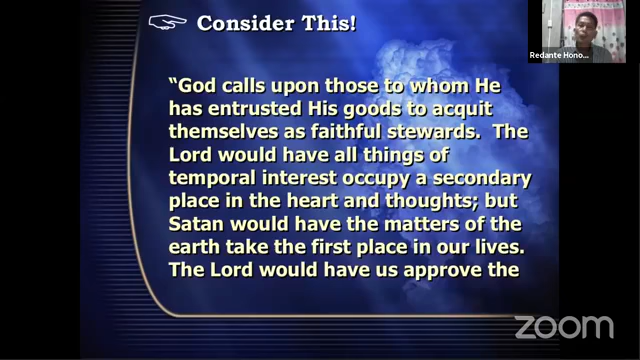 Consider This!
Redante Hono...
“God calls upon those to whom He
has entrusted His goods to acquit
themselves as faithful stewards.  The
Lord would have all things of
temporal interest occupy a secondary
place in the heart and thoughts; but
Satan would have the matters of the
earth take the first place in our lives.
The Lord would have us approve the
zoom